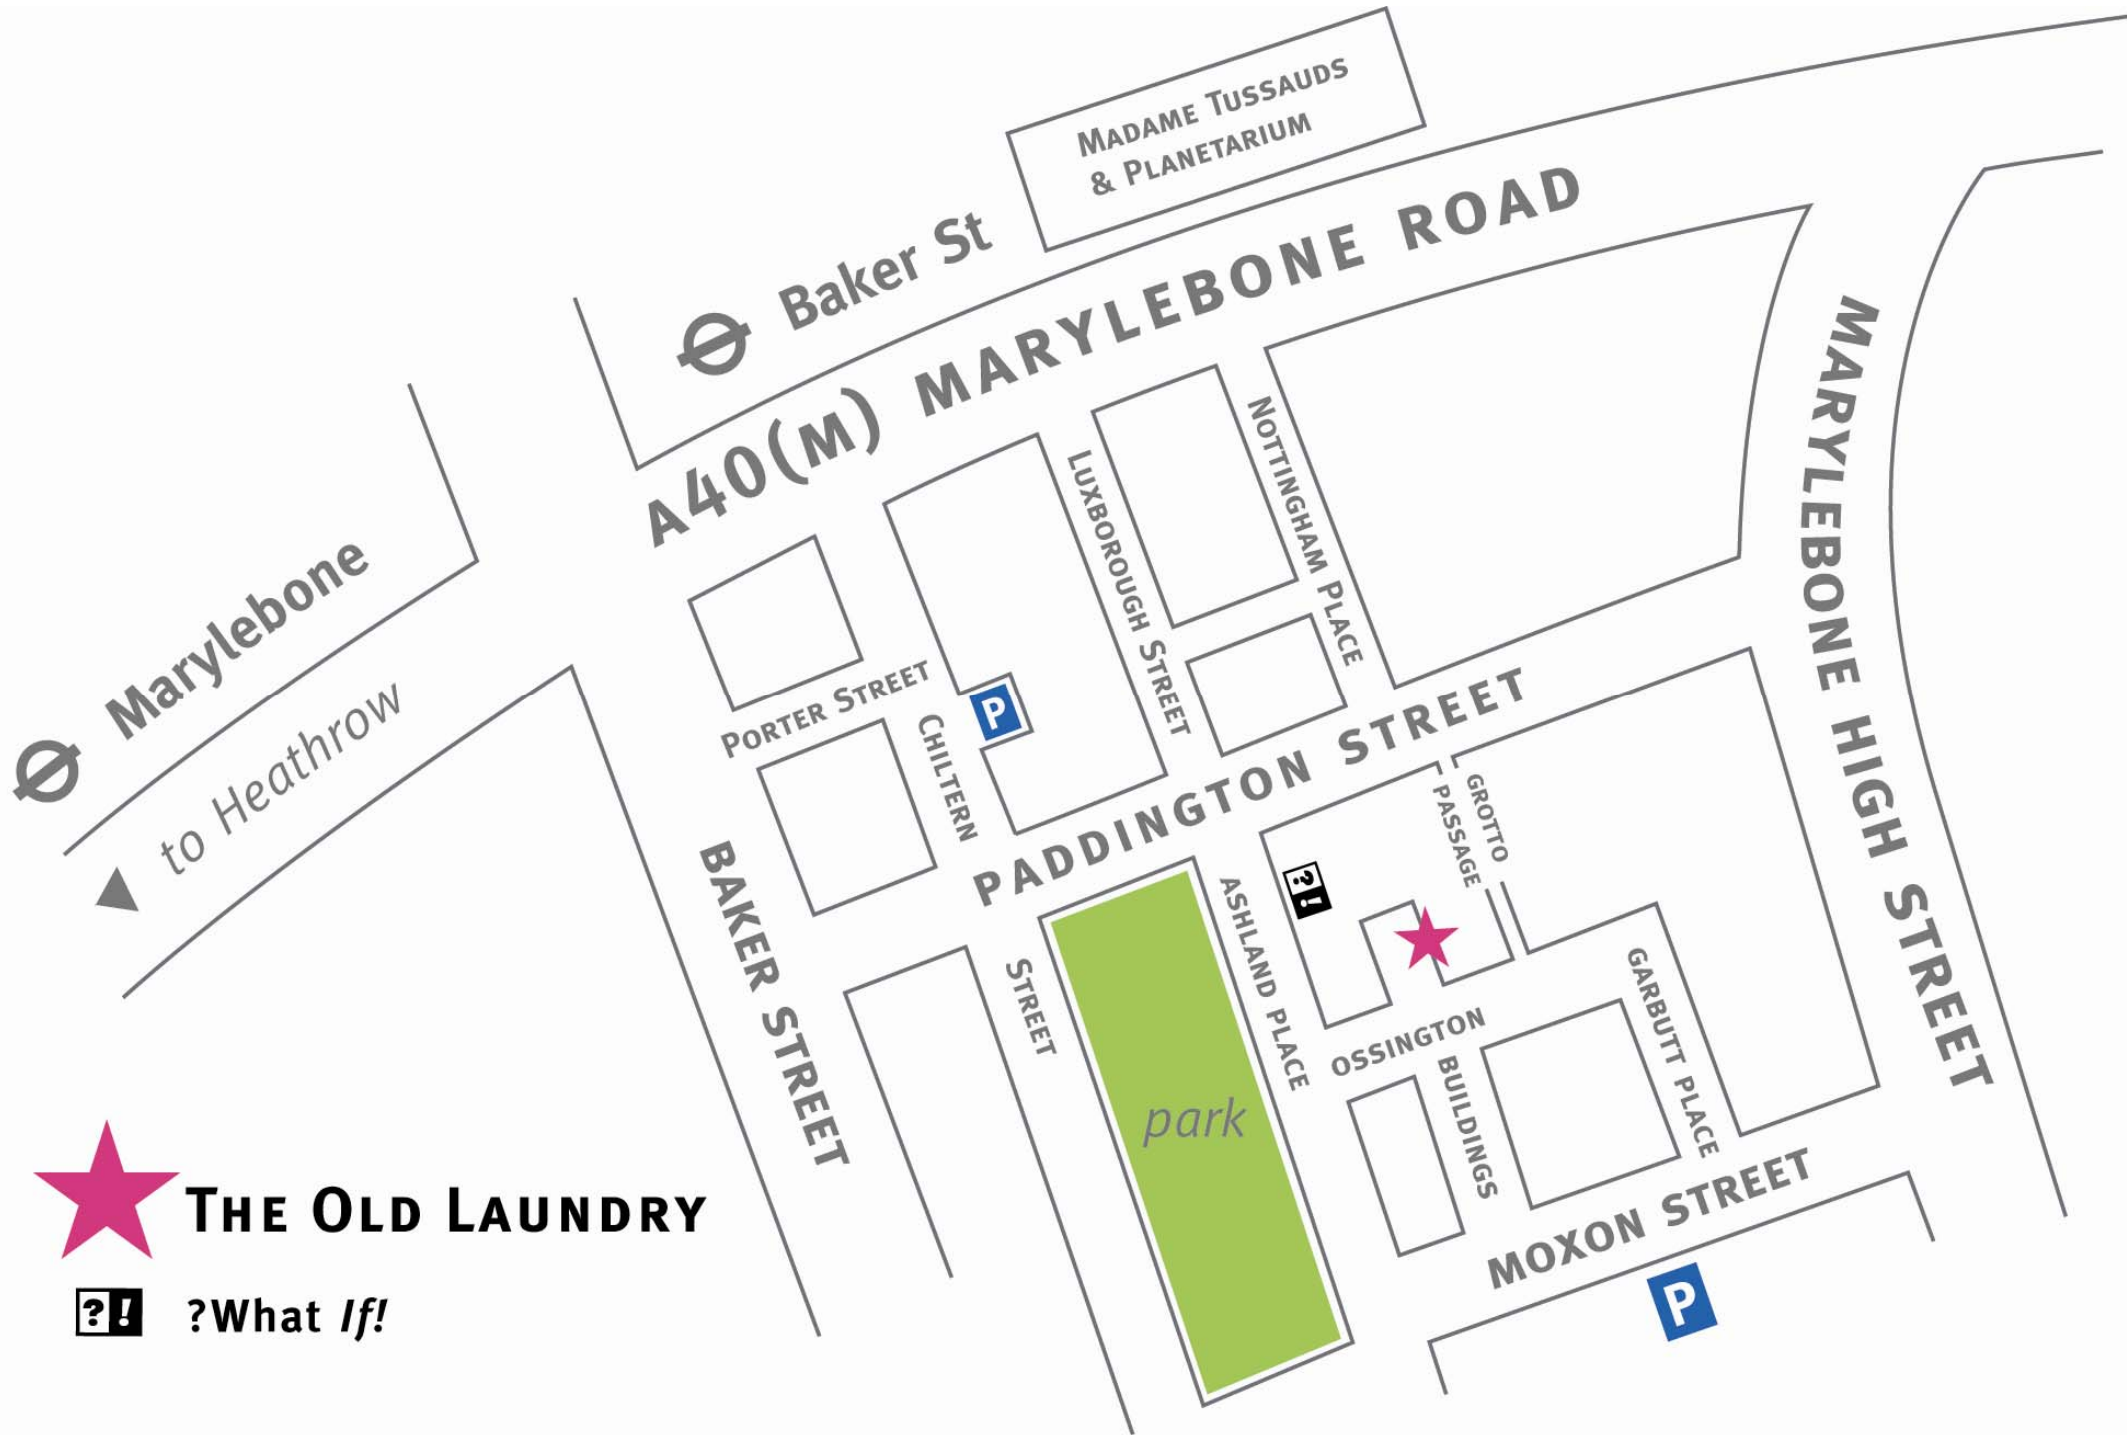 MADAME TUSSAUDS
& PLANETARIUM
Baker St
A40(M) MARYLEBONE ROAD
Marylebone
to Heathrow
MARYLEBONE HIGH STREET
NOTTINGHAM PLACE
LUXBOROUGH STREET
PORTER STREET
P
CHILTERN
STREET
PADDINGTON STREET
GROTTO
PASSAGE
BAKER STREET
?!
ASHLAND PLACE
OSSINGTON
BUILDINGS
GARBUTT PLACE
park
MOXON STREET
P
THE OLD LAUNDRY
?! ?What If!